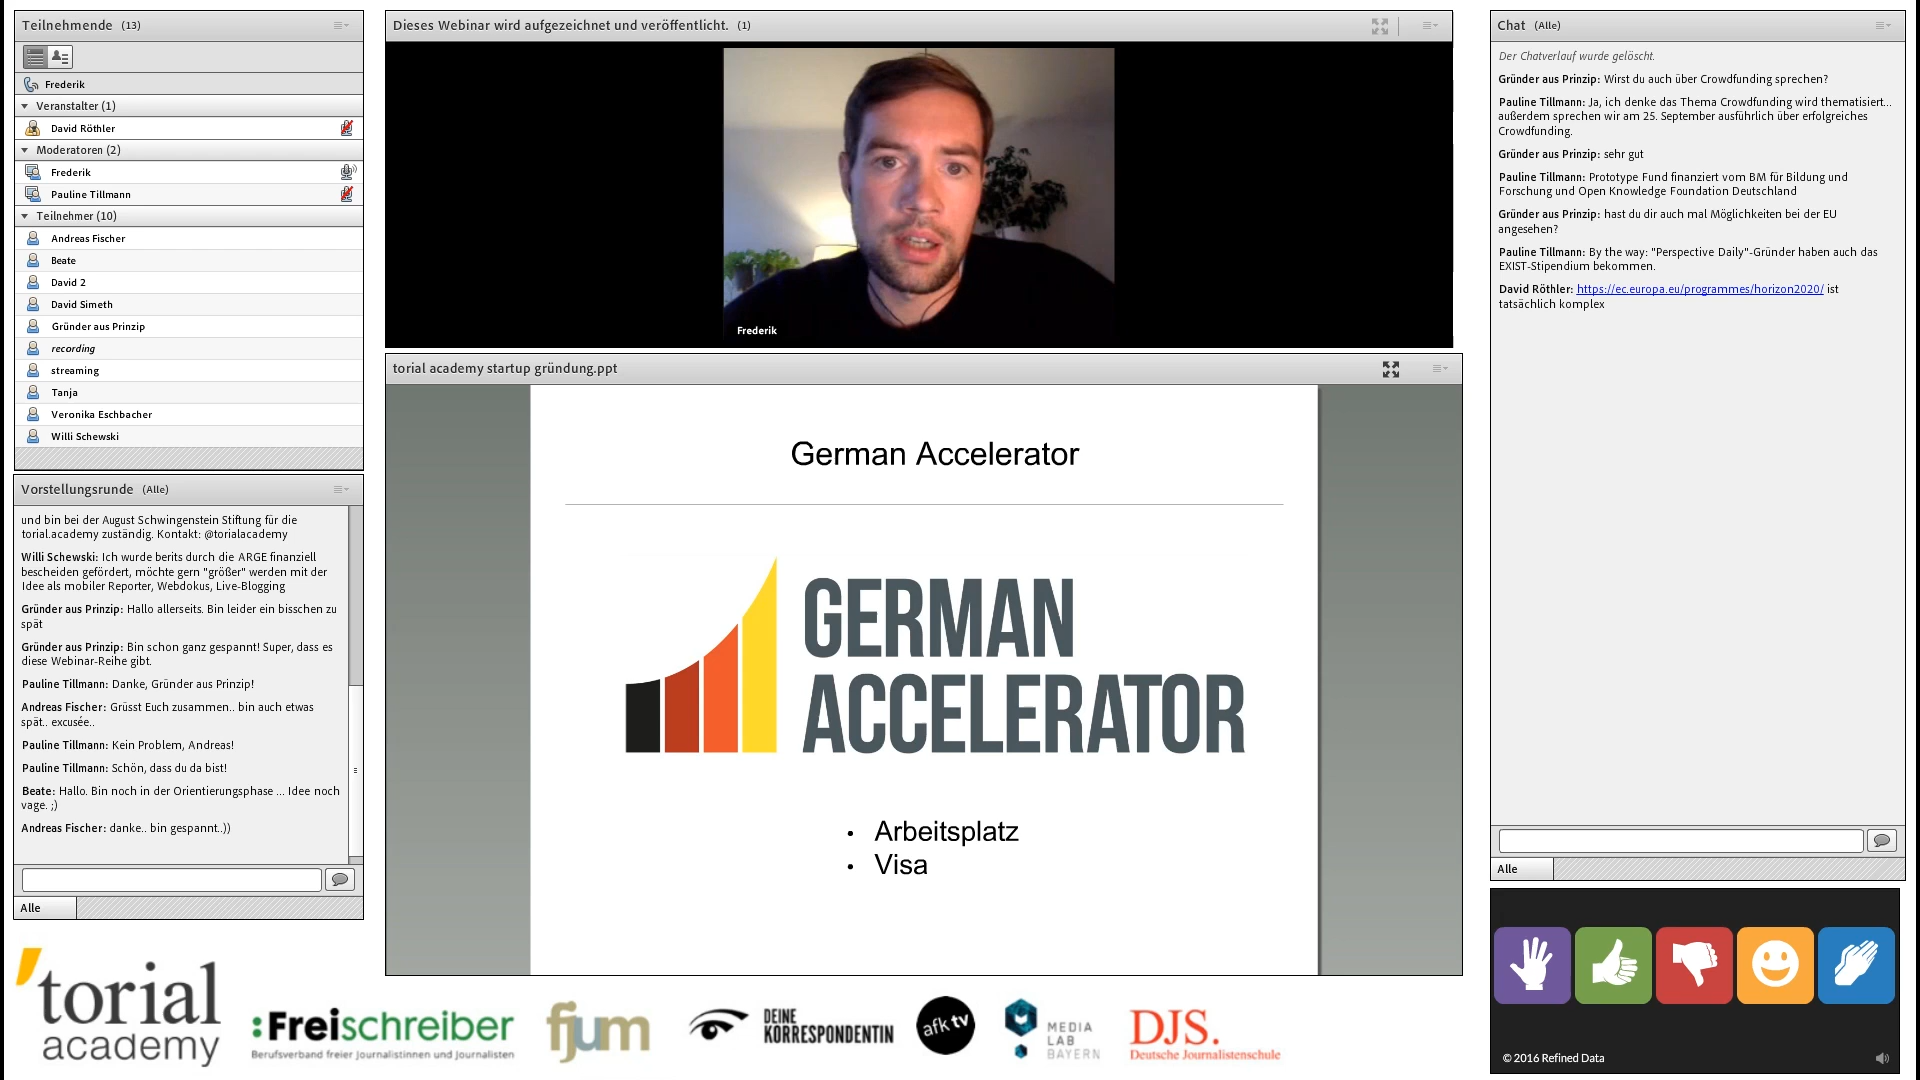 Teilnehmende (13)
Frederik
Veranstalter (1)
David Röthler
Moderatoren (2)
Frederik
Pauline Tillmann
Teilnehmer (10)
Andreas Fischer
Beate
David 2
David Simeth
Gründer aus Prinzip
recording
streaming
Tanja
Veronika Eschbacher
Willi Schewski
Vorstellungsrunde (Alle)
und bin bei der August Schwingenstein Stiftung für die
torial.academy zuständig. Kontakt: @torialacademy
Willi Schewski: Ich wurde berits durch die ARGE finanziell
bescheiden gefördert, möchte gern "größer" werden mit der
Idee als mobiler Reporter, Webdokus, Live-Blogging
Gründer aus Prinzip: Hallo allerseits. Bin leider ein bisschen zu
spät
Gründer aus Prinzip: Bin schon ganz gespannt! Super, dass es
diese Webinar-Reihe gibt.
Pauline Tillmann: Danke, Gründer aus Prinzip!
Andreas Fischer: Grüsst Euch zusammen.. bin auch etwas
spät.. excusée..
Pauline Tillmann: Kein Problem, Andreas!
Pauline Tillmann: Schön, dass du da bist!
Beate: Hallo. Bin noch in der Orientierungsphase ... Idee noch
vage. ;)
Andreas Fischer: danke.. bin gespannt..))
Alle
Dieses Webinar wird aufgezeichnet und veröffentlicht. (1)
Frederik
torial academy startup gründung.ppt
German Accelerator
GERMAN
ACCELERATOR
• Arbeitsplatz
• Visa
Chat (Alle)
Der Chatverlauf wurde gelöscht.
Gründer aus Prinzip: Wirst du auch über Crowdfunding sprechen?
Pauline Tillmann: Ja, ich denke das Thema Crowdfunding wird thematisiert...
außerdem sprechen wir am 25. September ausführlich über erfolgreiches
Crowdfunding.
Gründer aus Prinzip: sehr gut
Pauline Tillmann: Prototype Fund finanziert vom BM für Bildung und
Forschung und Open Knowledge Foundation Deutschland
Gründer aus Prinzip: hast du dir auch mal Möglichkeiten bei der EU
angesehen?
Pauline Tillmann: By the way: "Perspective Daily"-Gründer haben auch das
EXIST-Stipendium bekommen.
David Röthler: https://ec.europa.eu/programmes/horizon2020/ ist
tatsächlich komplex
Alle
© 2016 Refined Data
torial
academy
:Freischreiber
Berufsverband freier Journalistinnen und Journalisten
fjum
DEINE
KORRESPONDENTIN
afk tv
MEDIA
LAB
BAYERN
DJS.
Deutsche Journalistenschule